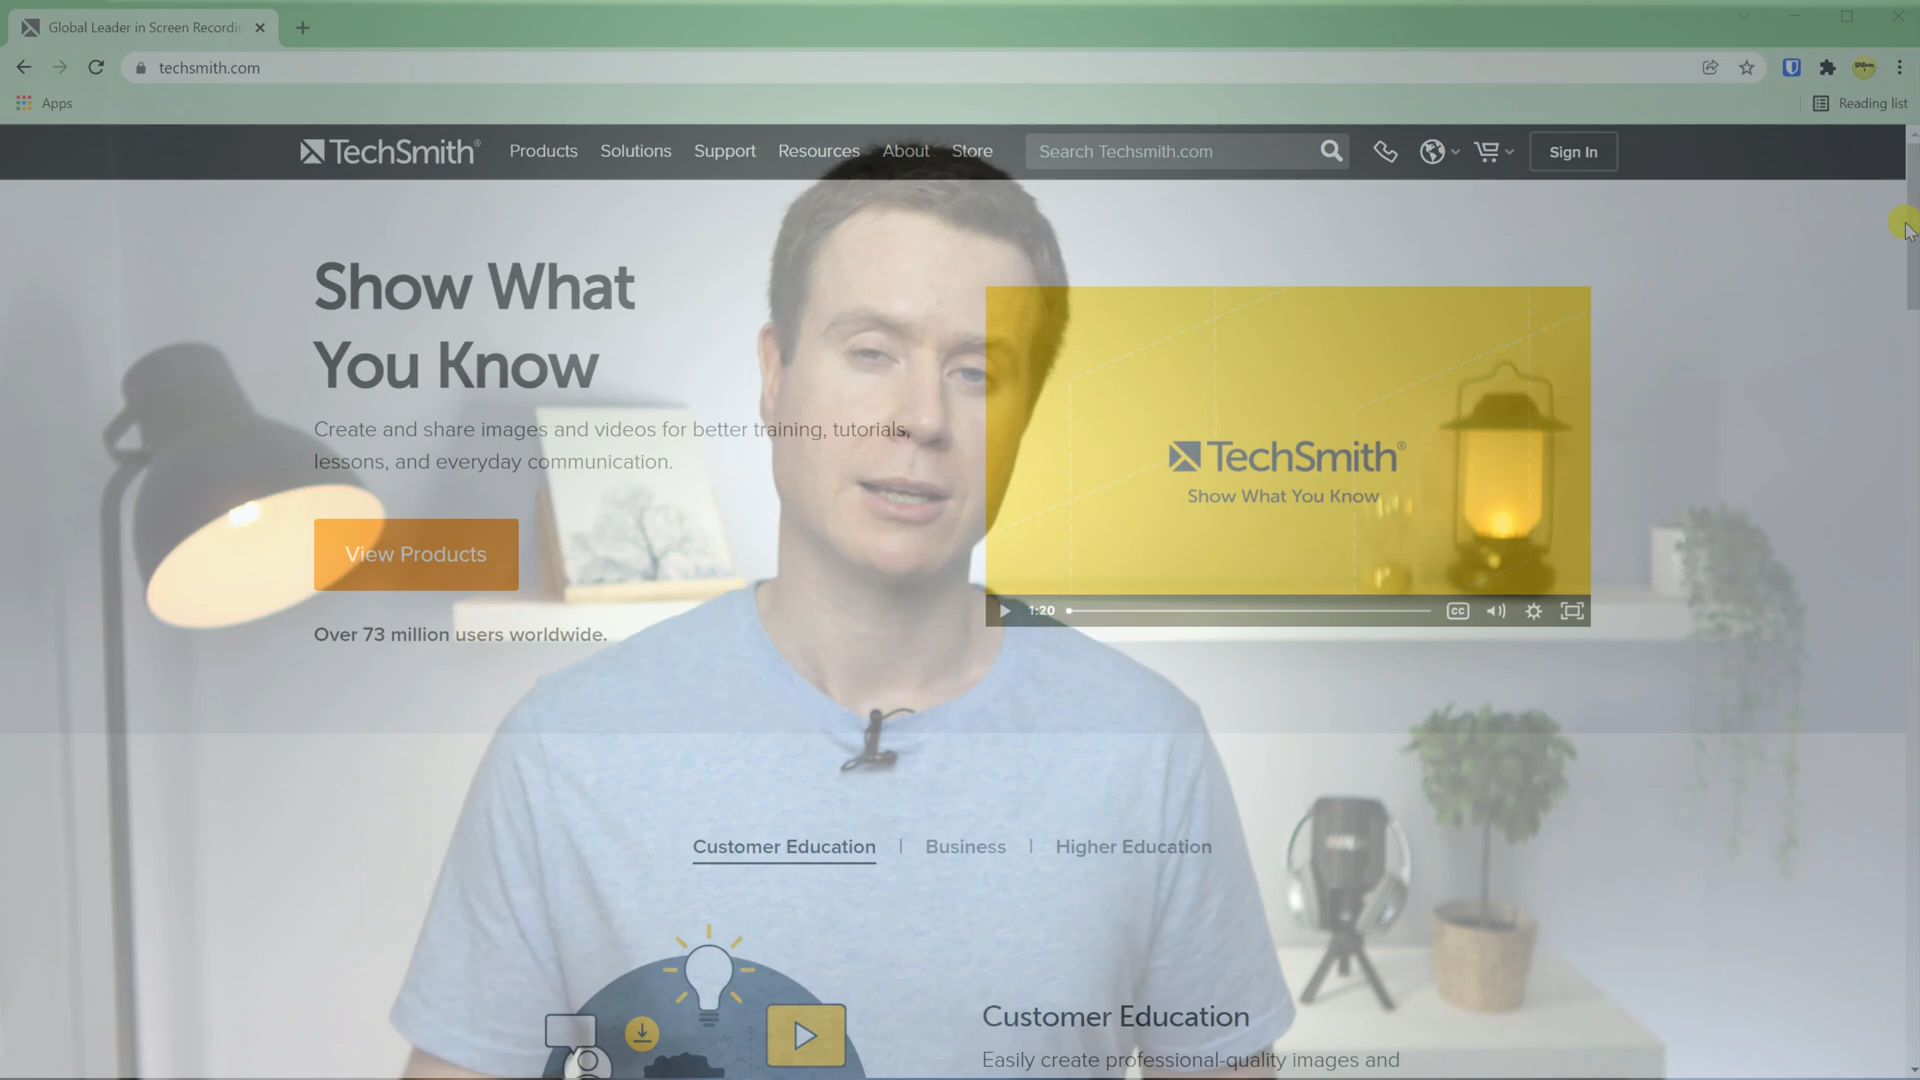 Global Leader in Screen Recordin
techsmith.com
Apps
Reading list
TechSmith®
Products
Solutions
Support
Resources
About
Store
Search Techsmith.com
Sign In
Show What
You Know
Create and share images and videos for better training, tutorials,
lessons, and everyday communication.
View Products
Over 73 million users worldwide.
TechSmith®
Show What You Know
1:20
CC
Customer Education | Business | Higher Education
Customer Education
Easily create professional-quality images and